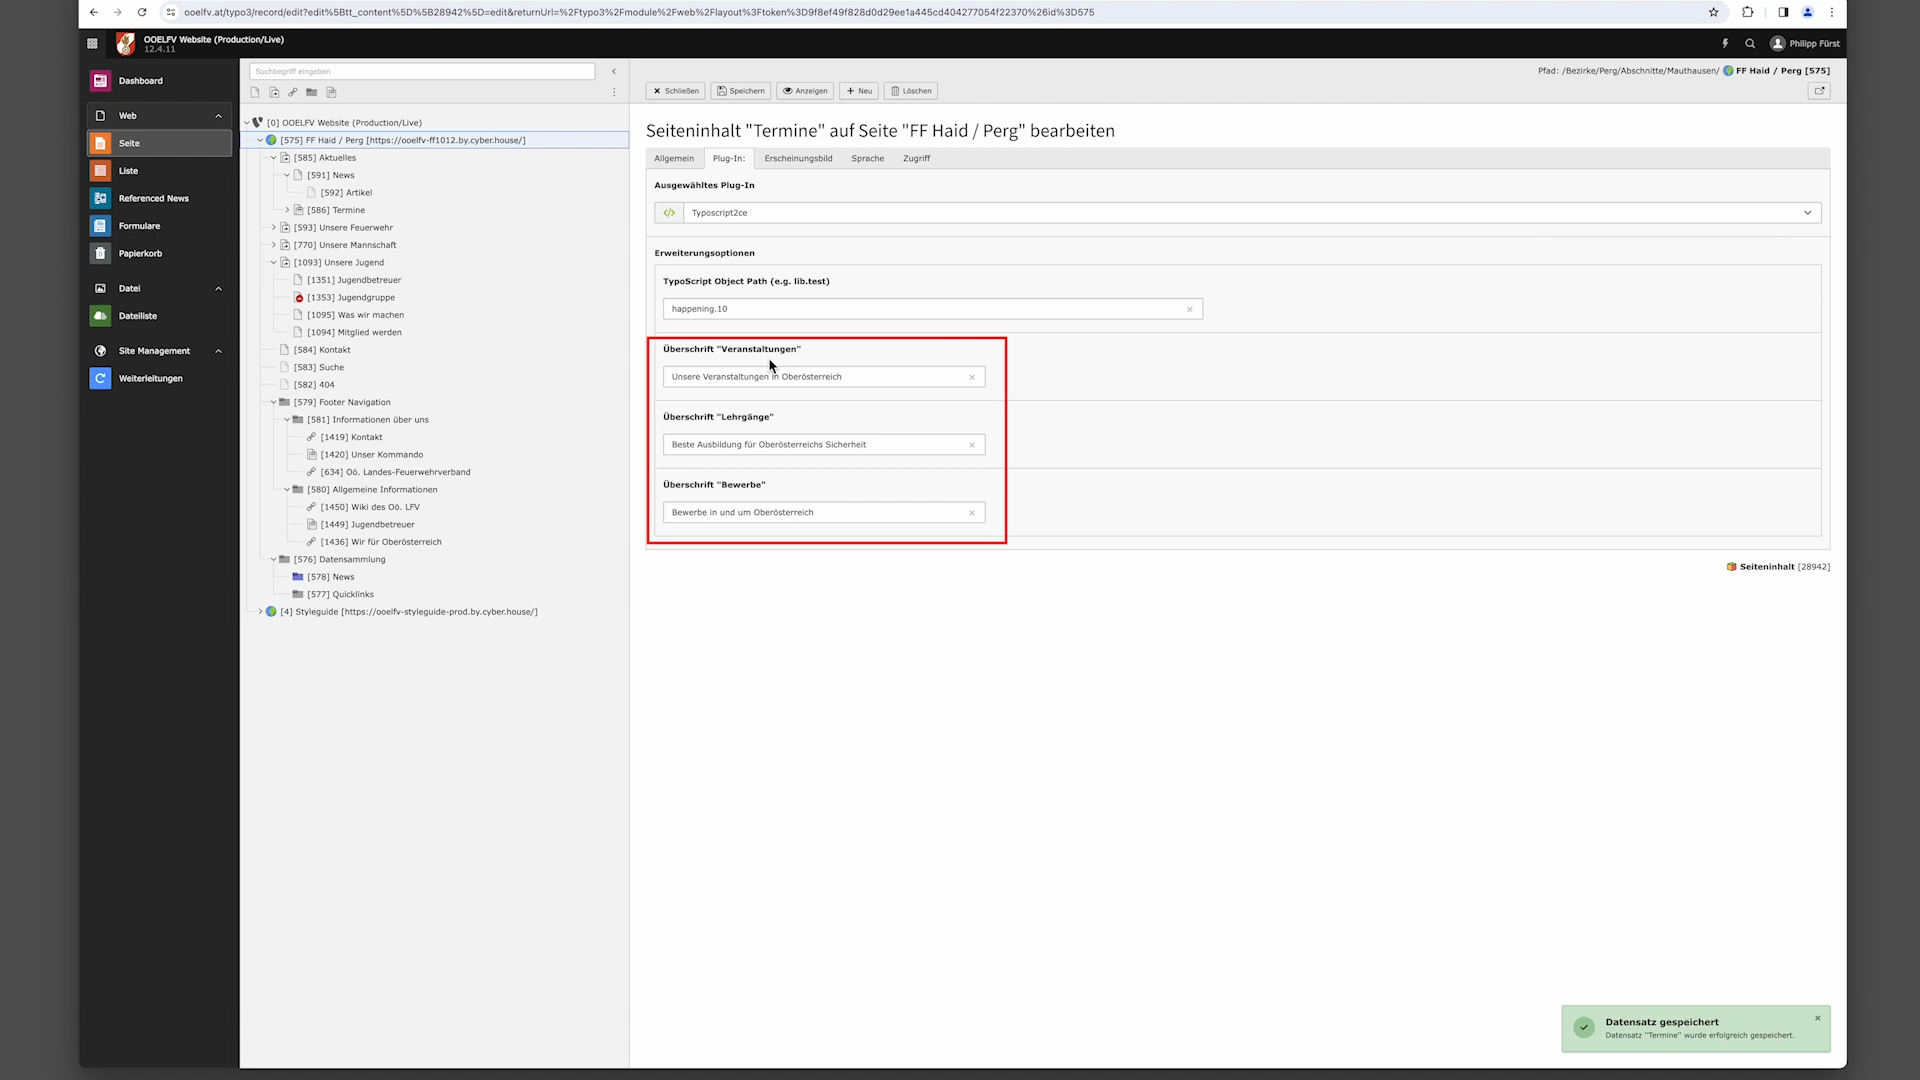 ooelfv.at/typo3/record/edit?edit%5Btt_content%5D%5B28942%5D=edit&returnUrl=%2Ftypo3%2Fmodule%2Fweb%2Flayout%3Ftoken%3D9f8ef49f828d0d29ee1a445cd404277054f22370%26id%3D575
OOELFV Website (Production/Live)
12.4.11
Philipp Fürst
Dashboard
Web
Seite
Liste
Referenced News
Formulare
Papierkorb
Datei
Dateiliste
Site Management
Weiterleitungen
Suchbegriff eingeben
[0] OOELFV Website (Production/Live)
[575] FF Haid / Perg [https://ooelfv-ff1012.by.cyber.house/]
[585] Aktuelles
[591] News
[592] Artikel
[586] Termine
[593] Unsere Feuerwehr
[770] Unsere Mannschaft
[1093] Unsere Jugend
[1351] Jugendbetreuer
[1353] Jugendgruppe
[1095] Was wir machen
[1094] Mitglied werden
[584] Kontakt
[583] Suche
[582] 404
[579] Footer Navigation
[581] Informationen über uns
[1419] Kontakt
[1420] Unser Kommando
[634] Oö. Landes-Feuerwehrverband
[580] Allgemeine Informationen
[1450] Wiki des Oö. LFV
[1449] Jugendbetreuer
[1436] Wir für Oberösterreich
[576] Datensammlung
[578] News
[577] Quicklinks
[4] Styleguide [https://ooelfv-styleguide-prod.by.cyber.house/]
Pfad: /Bezirke/Perg/Abschnitte/Mauthausen/ FF Haid / Perg [575]
Schließen Speichern Anzeigen Neu Löschen
Seiteninhalt "Termine" auf Seite "FF Haid / Perg" bearbeiten
Allgemein Plug-In: Erscheinungsbild Sprache Zugriff
Ausgewähltes Plug-In
Typoscript2ce
Erweiterungsoptionen
TypoScript Object Path (e.g. lib.test)
happening.10
Überschrift "Veranstaltungen"
Unsere Veranstaltungen in Oberösterreich
Überschrift "Lehrgänge"
Beste Ausbildung für Oberösterreichs Sicherheit
Überschrift "Bewerbe"
Bewerbe in und um Oberösterreich
Seiteninhalt [28942]
Datensatz gespeichert
Datensatz "Termine" wurde erfolgreich gespeichert.